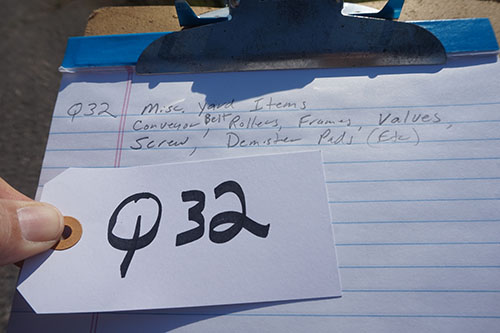 Q32 Misc. Yard Items
Conveyor Belt, Rollers, Frames, Valves,
Screw, Demister Pads (Etc)
Q32